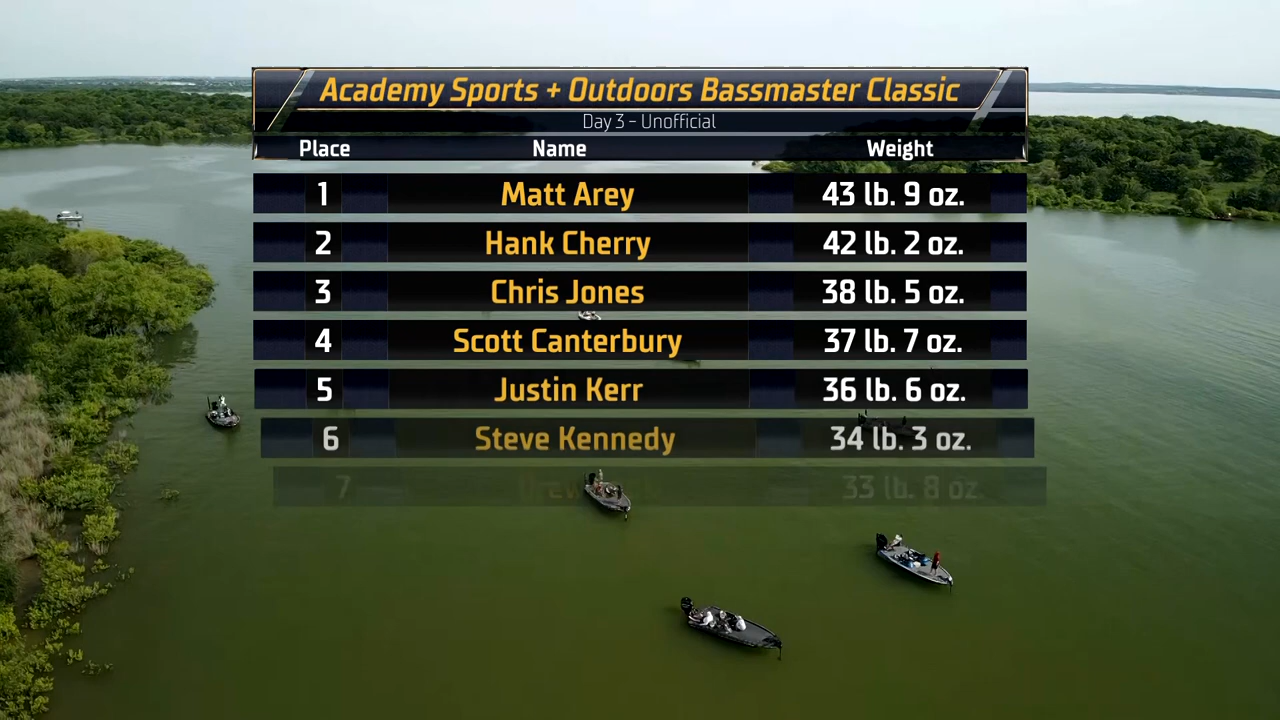 Academy Sports + Outdoors Bassmaster Classic
Day 3 - Unofficial
Place Name Weight
1 Matt Arey 43 lb. 9 oz.
2 Hank Cherry 42 lb. 2 oz.
3 Chris Jones 38 lb. 5 oz.
4 Scott Canterbury 37 lb. 7 oz.
5 Justin Kerr 36 lb. 6 oz.
6 Steve Kennedy 34 lb. 3 oz.
7 33 lb. 8 oz.